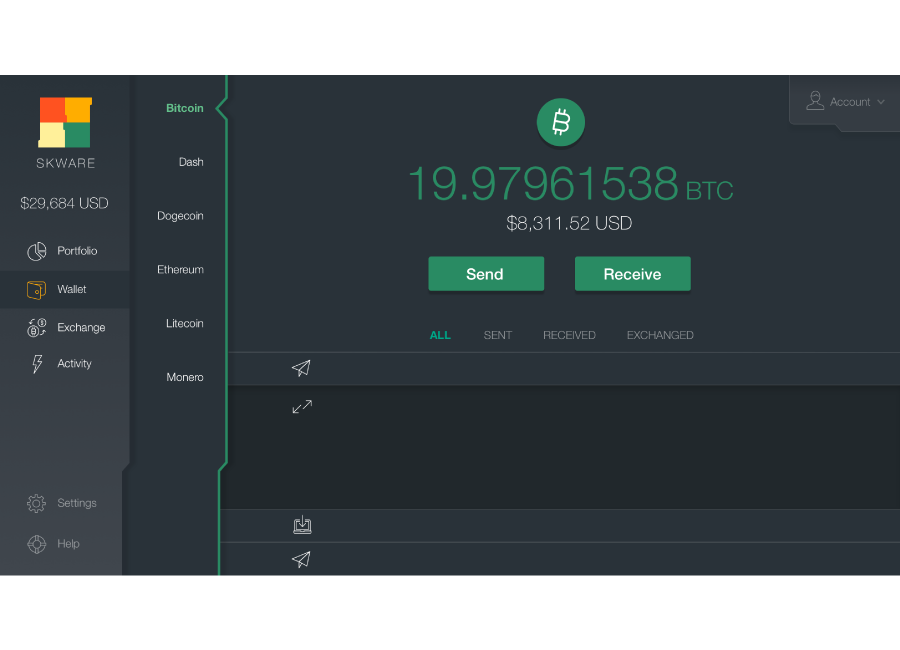 SKWARE
$29,684 USD
Portfolio
Wallet
Exchange
Activity
Settings
Help
Bitcoin
Dash
Dogecoin
Ethereum
Litecoin
Monero
Account
19.97961538 BTC
$8,311.52 USD
Send Receive
ALL SENT RECEIVED EXCHANGED